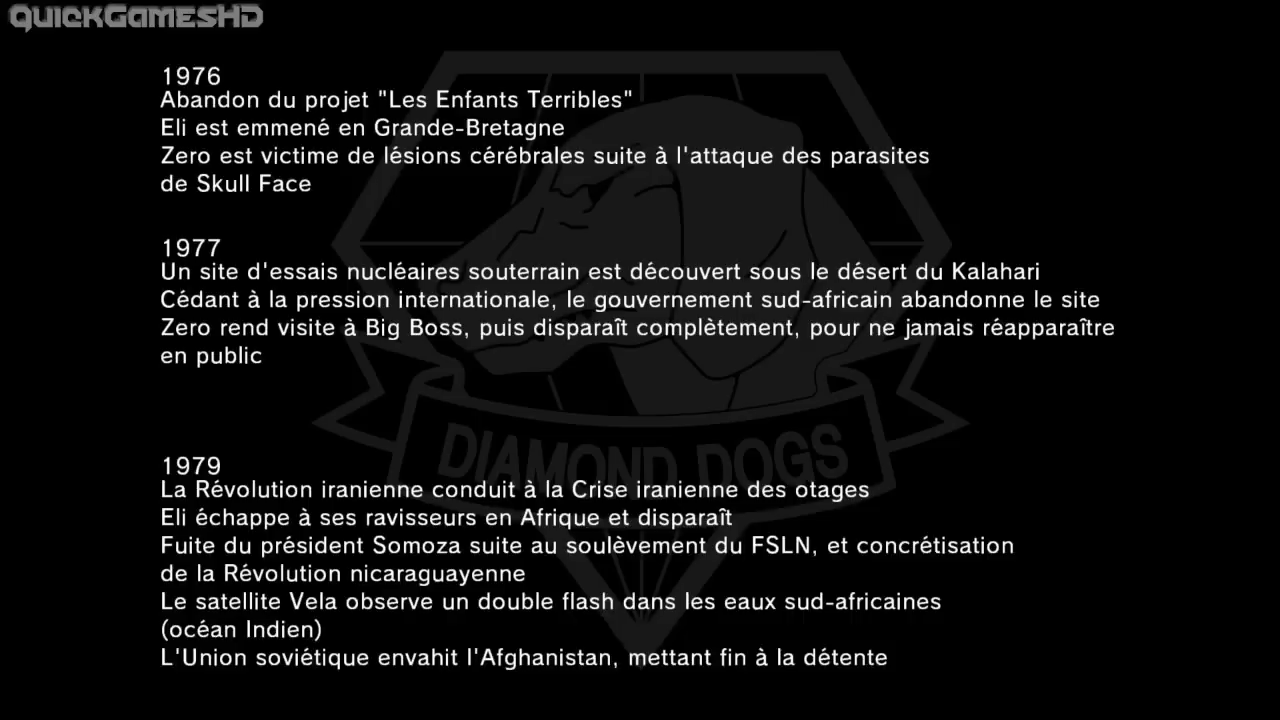 QuickGamesHD
1976
Abandon du projet "Les Enfants Terribles"
Eli est emmené en Grande-Bretagne
Zero est victime de lésions cérébrales suite à l'attaque des parasites
de Skull Face
1977
Un site d'essais nucléaires souterrain est découvert sous le désert du Kalahari
Cédant à la pression internationale, le gouvernement sud-africain abandonne le site
Zero rend visite à Big Boss, puis disparaît complètement, pour ne jamais réapparaître
en public
DIAMOND DOGS
1979
La Révolution iranienne conduit à la Crise iranienne des otages
Eli échappe à ses ravisseurs en Afrique et disparaît
Fuite du président Somoza suite au soulèvement du FSLN, et concrétisation
de la Révolution nicaraguayenne
Le satellite Vela observe un double flash dans les eaux sud-africaines
(océan Indien)
L'Union soviétique envahit l'Afghanistan, mettant fin à la détente